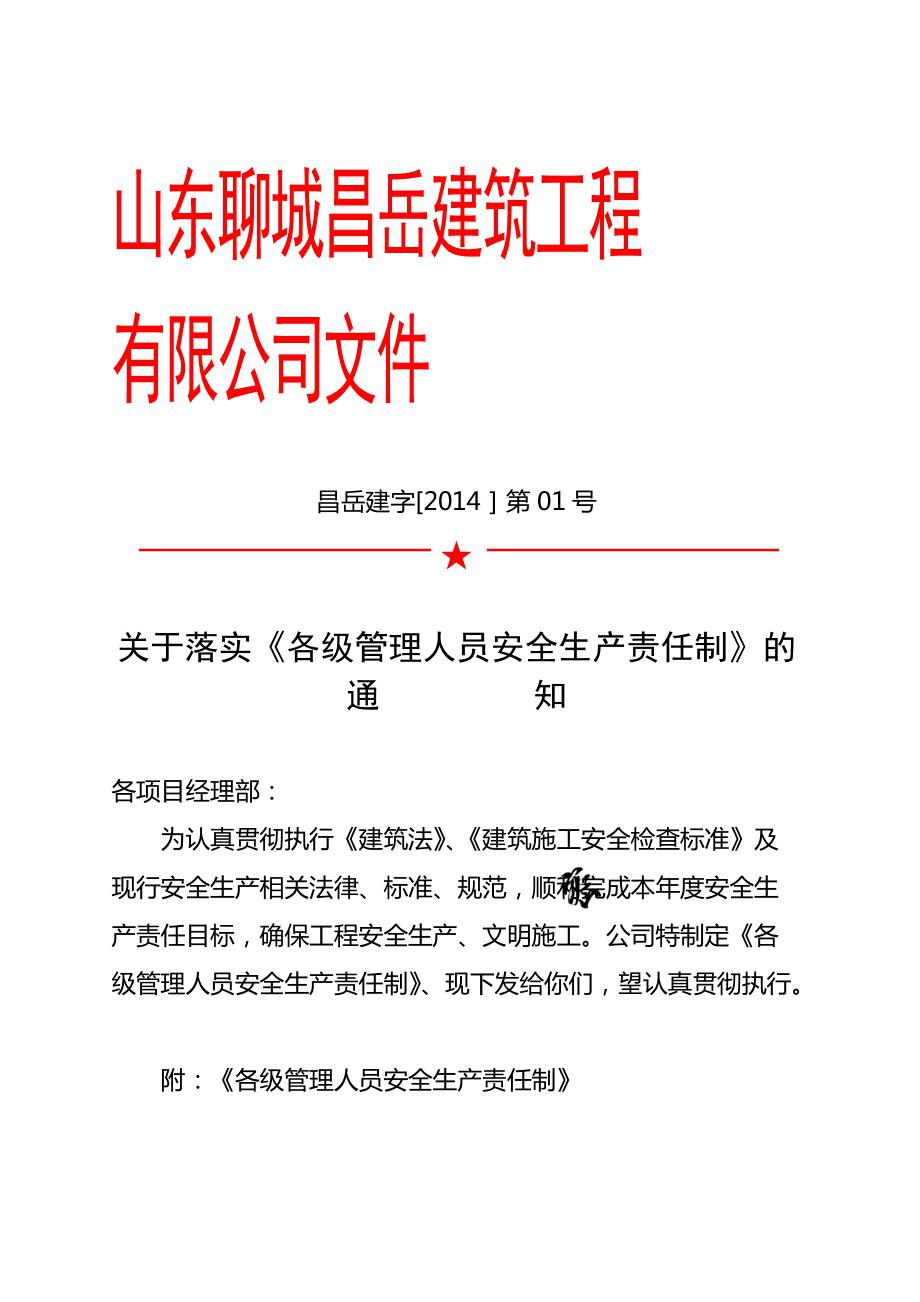 山东聊城昌岳建筑工程
有限公司文件
昌岳建字[2014］第 01 号
关于落实《各级管理人员安全生产责任制》的
通 知
各项目经理部：
为认真贯彻执行《建筑法》、《建筑施工安全检查标准》及
现行安全生产相关法律、标准、规范，顺利完成本年度安全生
产责任目标，确保工程安全生产、文明施工。公司特制定《各
级管理人员安全生产责任制》、现下发给你们，望认真贯彻执行。
附：《各级管理人员安全生产责任制》